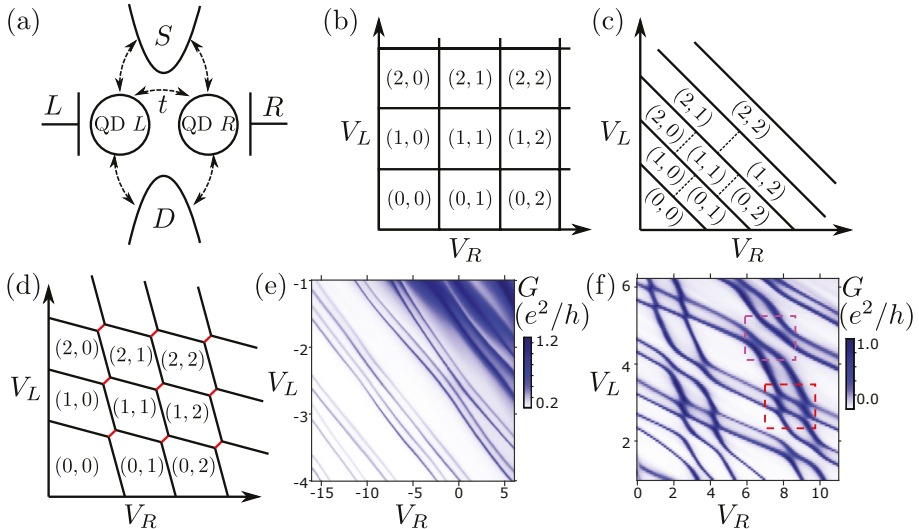 (a)
S
L
R
QD L
t
QD R
D
(b)
V_L
(2, 0) (2, 1) (2, 2)
(1, 0) (1, 1) (1, 2)
(0, 0) (0, 1) (0, 2)
V_R
(c)
V_L
(2, 1) (2, 2)
(2, 0) (1, 1) (1, 2)
(1, 0) (0, 1) (0, 2)
(0, 0)
V_R
(d)
V_L
(2, 0) (2, 1) (2, 2)
(1, 0) (1, 1) (1, 2)
(0, 0) (0, 1) (0, 2)
V_R
(e)
V_L
-1
-2
-3
-4
-15 -10 -5 0 5
V_R
G
(e²/h)
1.2
0.2
(f)
V_L
6
4
2
0 2 4 6 8 10
V_R
G
(e²/h)
1.0
0.0